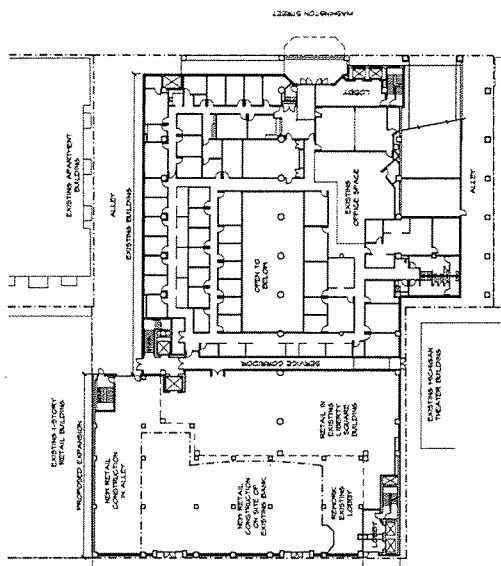 WASHINGTON STREET
LOBBY
EXISTING APARTMENT
BUILDING
ALLEY
EXISTING BUILDING
EXISTING
OFFICE SPACE
ALLEY
OPEN TO
BELOW
SERVICE CORRIDOR
EXISTING MICHIGAN
THEATER BUILDING
EXISTING 1-STORY
RETAIL BUILDING
PROPOSED EXPANSION
NEW RETAIL
CONSTRUCTION
IN ALLEY
RETAIL IN
EXISTING
LIBERTY
SQUARE
BUILDING
NEW RETAIL
CONSTRUCTION
ON SITE OF
EXISTING BANK
REWORK
EXISTING
LOBBY
LOBBY